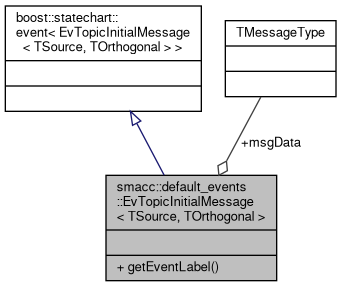 boost::statechart::
event< EvTopicInitialMessage
< TSource, TOrthogonal > >
TMessageType
+msgData
smacc::default_events
::EvTopicInitialMessage
< TSource, TOrthogonal >
+ getEventLabel()